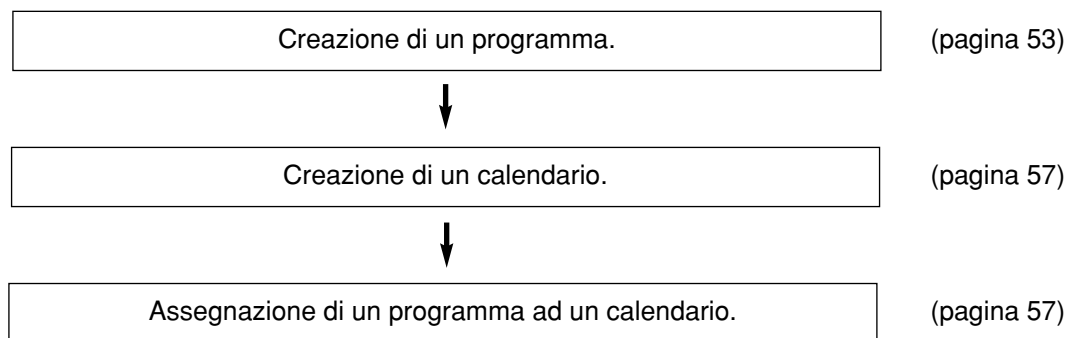 Creazione di un programma. (pagina 53)
Creazione di un calendario. (pagina 57)
Assegnazione di un programma ad un calendario. (pagina 57)